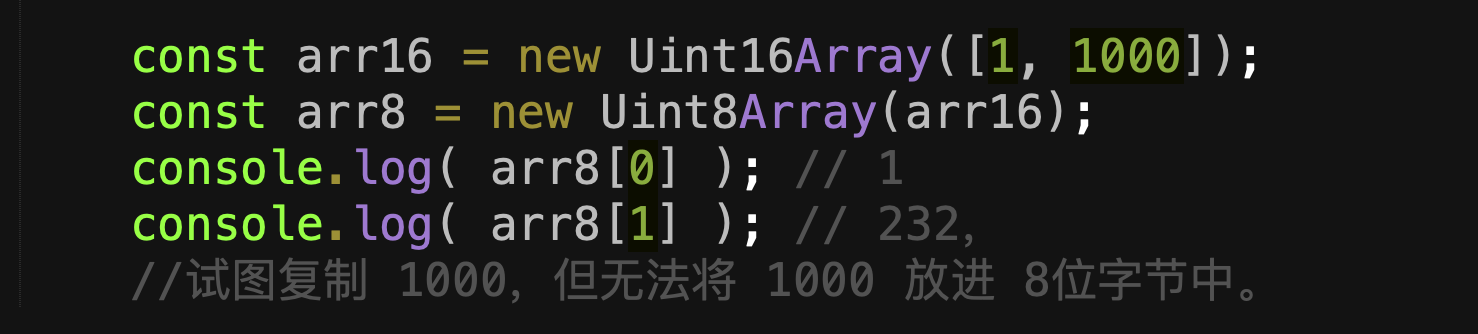 const arr16 = new Uint16Array([1, 1000]);
const arr8 = new Uint8Array(arr16);
console.log( arr8[0] ); // 1
console.log( arr8[1] ); // 232，
//试图复制 1000，但无法将 1000 放进 8位字节中。